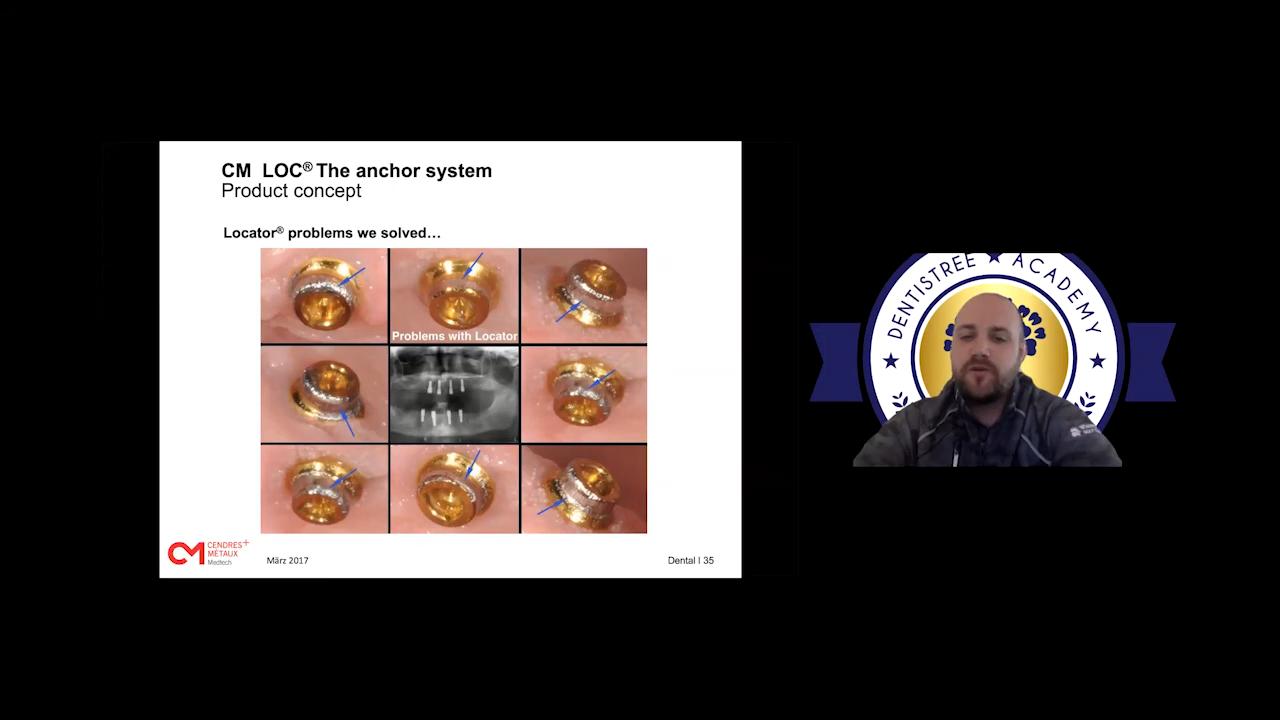 CM LOC® The anchor system
Product concept
Locator® problems we solved...
Problems with Locator
CENDRES+
MÉTAUX
Medtech
März 2017
Dental I 35
DENTISTREE ★ ACADEMY